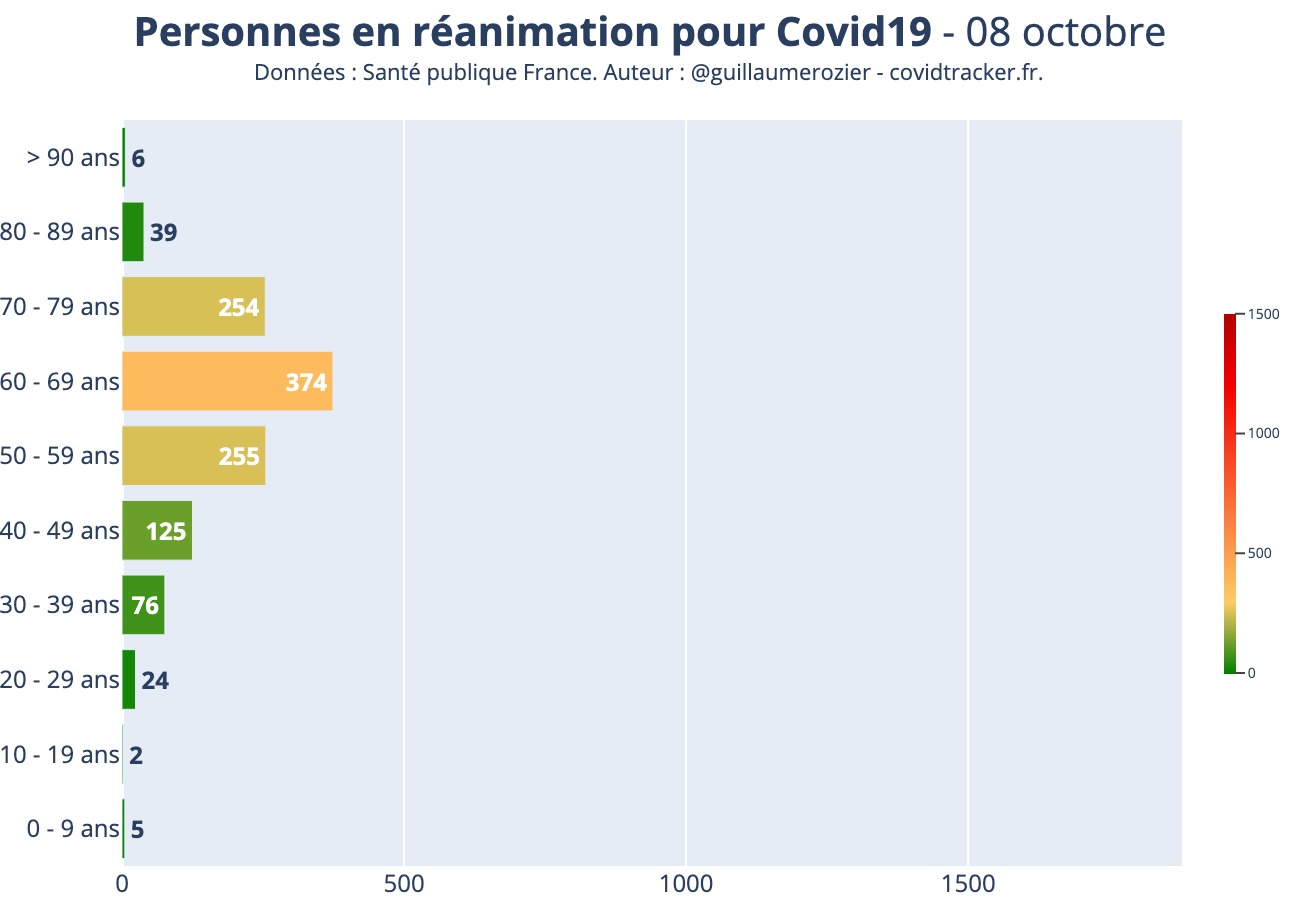 Personnes en réanimation pour Covid19 - 08 octobre
Données : Santé publique France. Auteur : @guillaumerozier - covidtracker.fr.
> 90 ans 6
80 - 89 ans 39
70 - 79 ans 254
60 - 69 ans 374
50 - 59 ans 255
40 - 49 ans 125
30 - 39 ans 76
20 - 29 ans 24
10 - 19 ans 2
0 - 9 ans 5
0 500 1000 1500
1500
1000
500
0